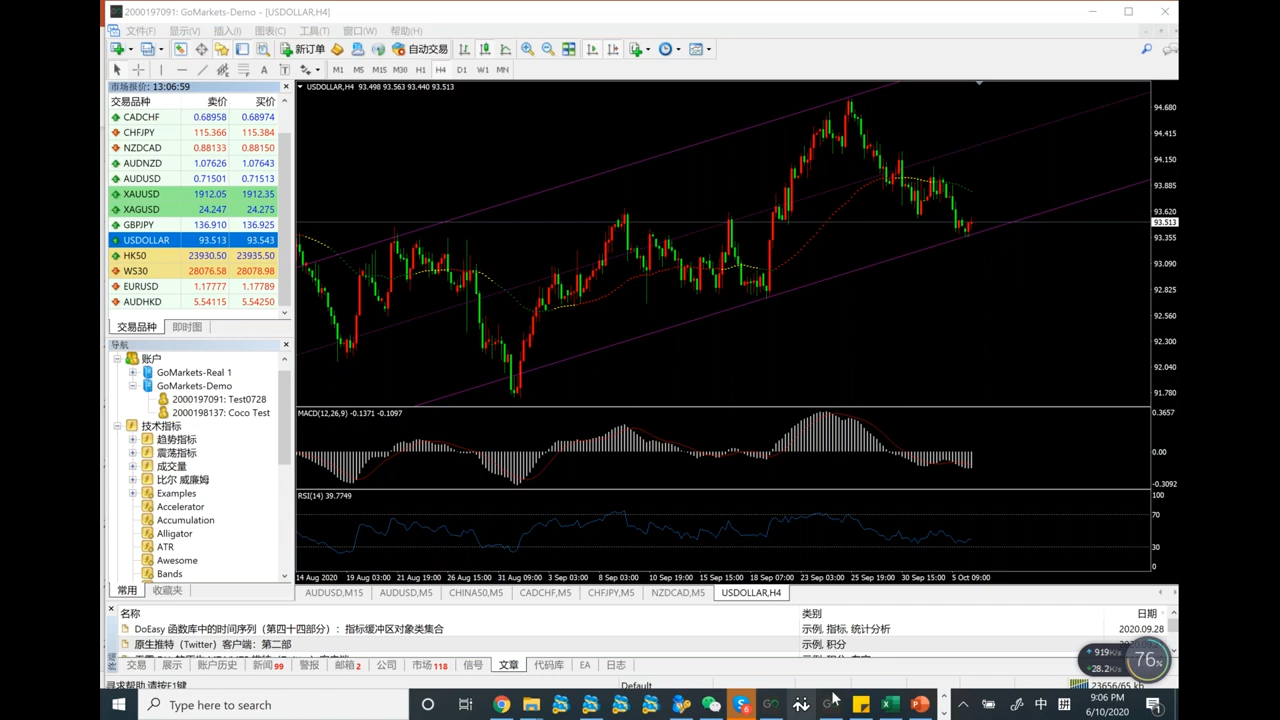 2000197091: GoMarkets-Demo - [USDOLLAR,H4]
文件(F) 显示(V) 插入(I) 图表(C) 工具(T) 窗口(W) 帮助(H)
新订单 自动交易
A T M1 M5 M15 M30 H1 H4 D1 W1 MN
市场报价: 13:06:59
交易品种 卖价 买价
CADCHF 0.68958 0.68974
CHFJPY 115.366 115.384
NZDCAD 0.88133 0.88150
AUDNZD 1.07626 1.07643
AUDUSD 0.71501 0.71513
XAUUSD 1912.05 1912.35
XAGUSD 24.247 24.275
GBPJPY 136.910 136.925
USDOLLAR 93.513 93.543
HK50 23930.50 23935.50
WS30 28076.58 28078.98
EURUSD 1.17777 1.17789
AUDHKD 5.54115 5.54250
交易品种 即时图
导航
账户
GoMarkets-Real 1
GoMarkets-Demo
2000197091: Test0728
2000198137: Coco Test
技术指标
趋势指标
震荡指标
成交量
比尔 威廉姆
Examples
Accelerator
Accumulation
Alligator
ATR
Awesome
Bands
常用 收藏夹
USDOLLAR,H4 93.498 93.563 93.440 93.513
94.680
94.415
94.150
93.885
93.620
93.513
93.355
93.090
92.825
92.560
92.300
92.040
91.780
MACD(12,26,9) -0.1371 -0.1097
0.3657
0.00
-0.3092
RSI(14) 39.7749
100
70
30
0
14 Aug 2020 19 Aug 03:00 21 Aug 19:00 26 Aug 15:00 31 Aug 09:00 3 Sep 03:00 8 Sep 03:00 10 Sep 19:00 15 Sep 15:00 18 Sep 07:00 23 Sep 03:00 25 Sep 19:00 30 Sep 15:00 5 Oct 09:00
AUDUSD,M15 AUDUSD,M5 CHINA50,M5 CADCHF,M5 CHFJPY,M5 NZDCAD,M5 USDOLLAR,H4
名称 类别 日期
DoEasy 函数库中的时间序列（第四十四部分）：指标缓冲区对象类集合 示例, 指标, 统计分析 2020.09.28
原生推特（Twitter）客户端：第二部 示例, 积分
交易 展示 账户历史 新闻99 警报 邮箱2 公司 市场118 信号 文章 代码库 EA 日志
919K/s
28.2K/s
76%
寻求帮助,请按F1键 Default 23656/65 kb
Type here to search
中 拼
9:06 PM
6/10/2020